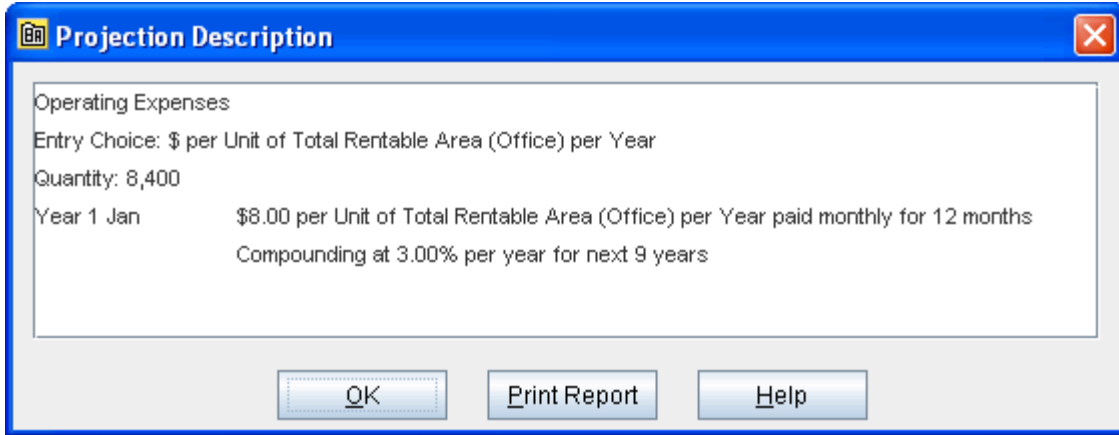 Projection Description
Operating Expenses
Entry Choice: $ per Unit of Total Rentable Area (Office) per Year
Quantity: 8,400
Year 1 Jan $8.00 per Unit of Total Rentable Area (Office) per Year paid monthly for 12 months
Compounding at 3.00% per year for next 9 years
OK Print Report Help